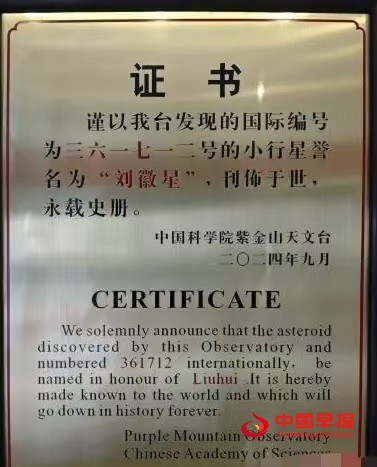 证 书
谨以我台发现的国际编号
为三六一七一二号的小行星誉
名为“刘徽星”，刊佈于世，
永载史册。
中国科学院紫金山天文台
二〇二四年九月
CERTIFICATE
We solemnly announce that the asteroid
discovered by this Observatory and
numbered 361712 internationally, be
named in honour of Liuhui .It is hereby
made known to the world and which will
go down in history forever.
中国早报
Purple Mountain Observatory
Chinese Academy of Sciences